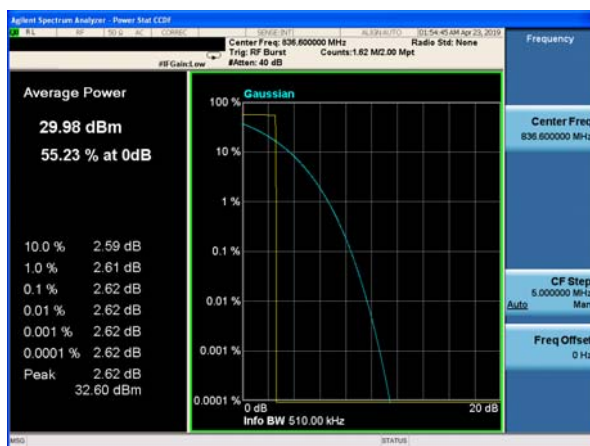 Agilent Spectrum Analyzer - Power Stat CCDF
RL RF 50 Ω AC CORREC SENSE:INT ALIGN AUTO 01:54:45 AM Apr 23, 2019
Center Freq: 836.600000 MHz Radio Std: None
Trig: RF Burst Counts:1.62 M/2.00 Mpt
#IFGain:Low #Atten: 40 dB
Frequency
Average Power
29.98 dBm
55.23 % at 0dB
10.0 % 2.59 dB
1.0 % 2.61 dB
0.1 % 2.62 dB
0.01 % 2.62 dB
0.001 % 2.62 dB
0.0001 % 2.62 dB
Peak 2.62 dB
32.60 dBm
Gaussian
100 %
10 %
1 %
0.1 %
0.01 %
0.001 %
0.0001 %
0 dB 20 dB
Info BW 510.00 kHz
Center Freq
836.600000 MHz
CF Step
5.000000 MHz
Auto Man
Freq Offset
0 Hz
MSG STATUS